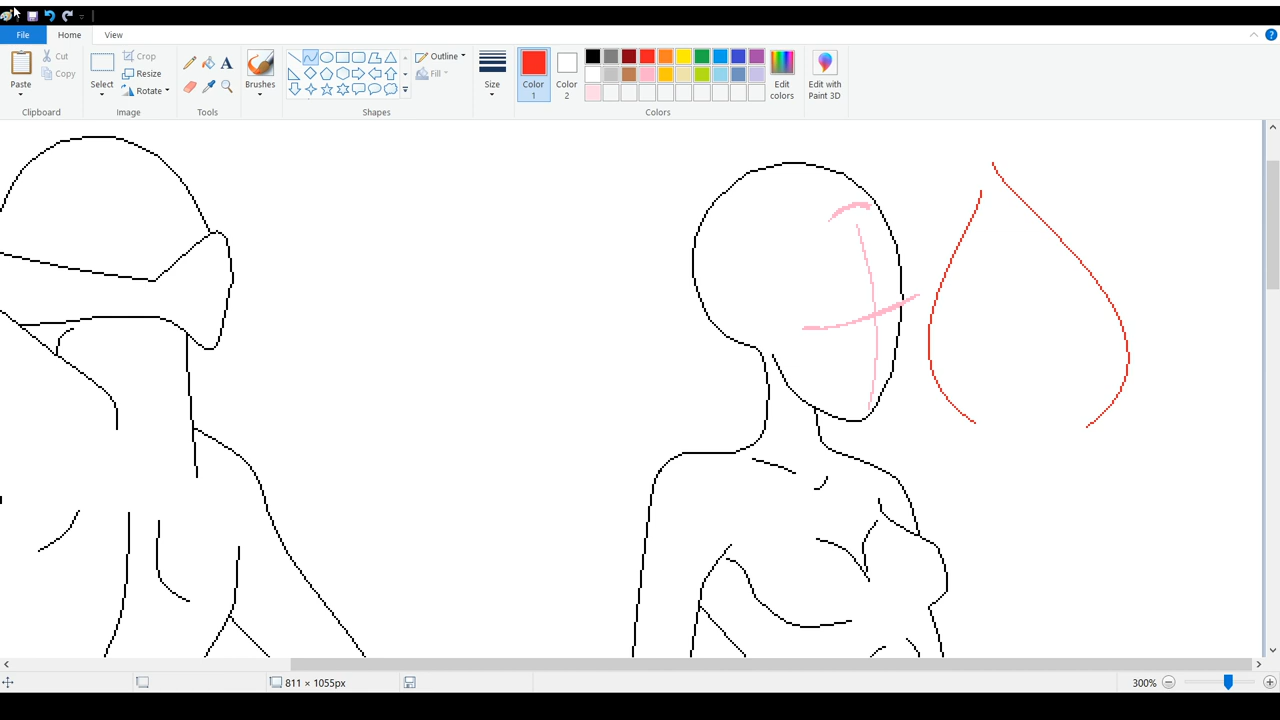 File Home View
Paste
Cut
Copy
Clipboard
Select
Crop
Resize
Rotate
Image
A
Tools
Brushes
Outline
Fill
Shapes
Size
Color
1
Color
2
Edit
colors
Colors
Edit with
Paint 3D
811 × 1055px
300%